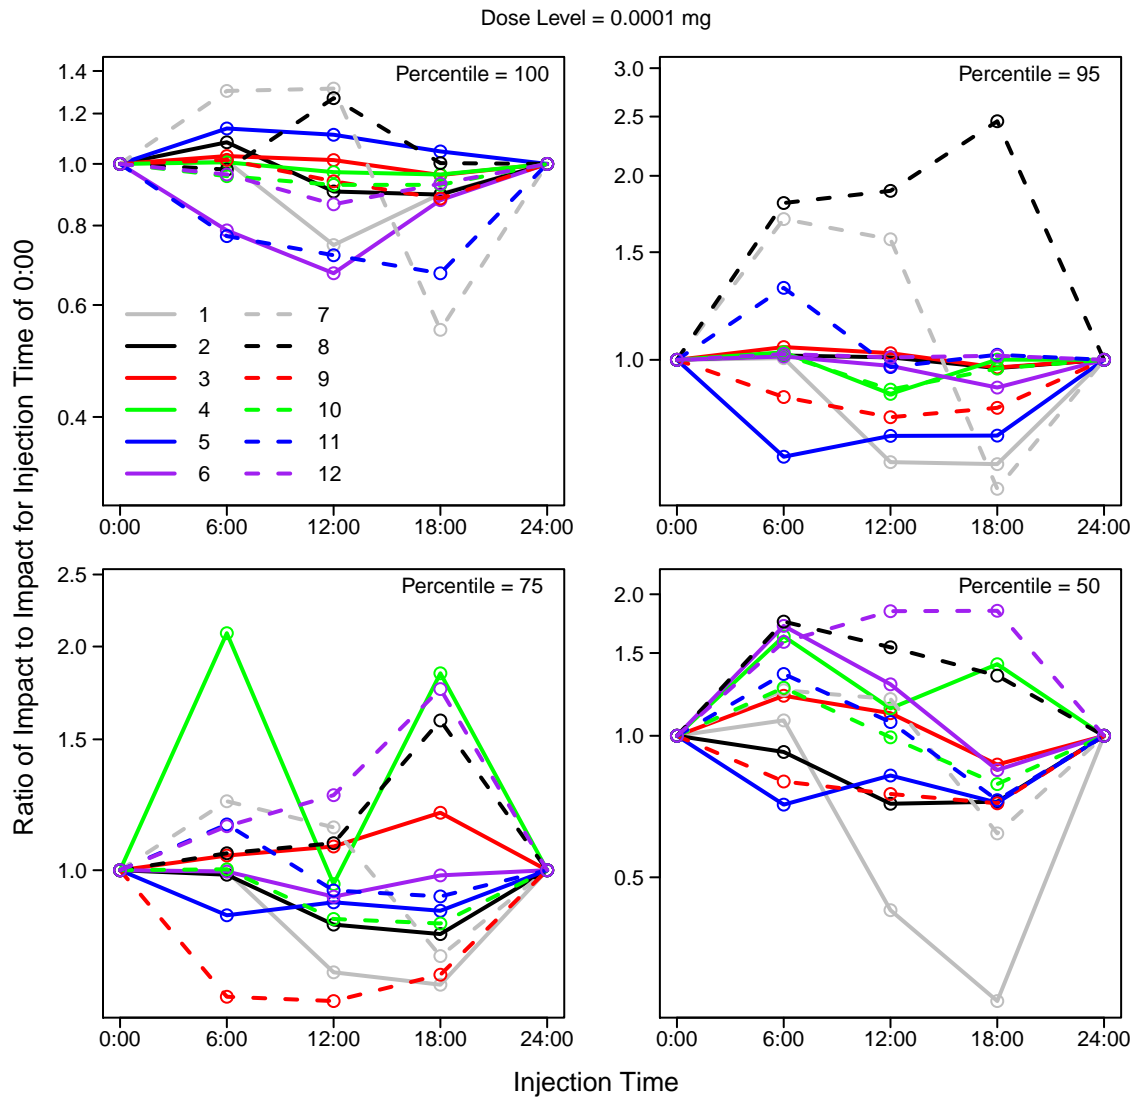 Dose Level = 0.0001 mg
Ratio of Impact to Impact for Injection Time of 0:00
Percentile = 100
1.4
1.2
1.0
0.8
0.6
0.4
1 7
2 8
3 9
4 10
5 11
6 12
0:00 6:00 12:00 18:00 24:00
Percentile = 95
3.0
2.5
2.0
1.5
1.0
0:00 6:00 12:00 18:00 24:00
Percentile = 75
2.5
2.0
1.5
1.0
0:00 6:00 12:00 18:00 24:00
Percentile = 50
2.0
1.5
1.0
0.5
0:00 6:00 12:00 18:00 24:00
Injection Time